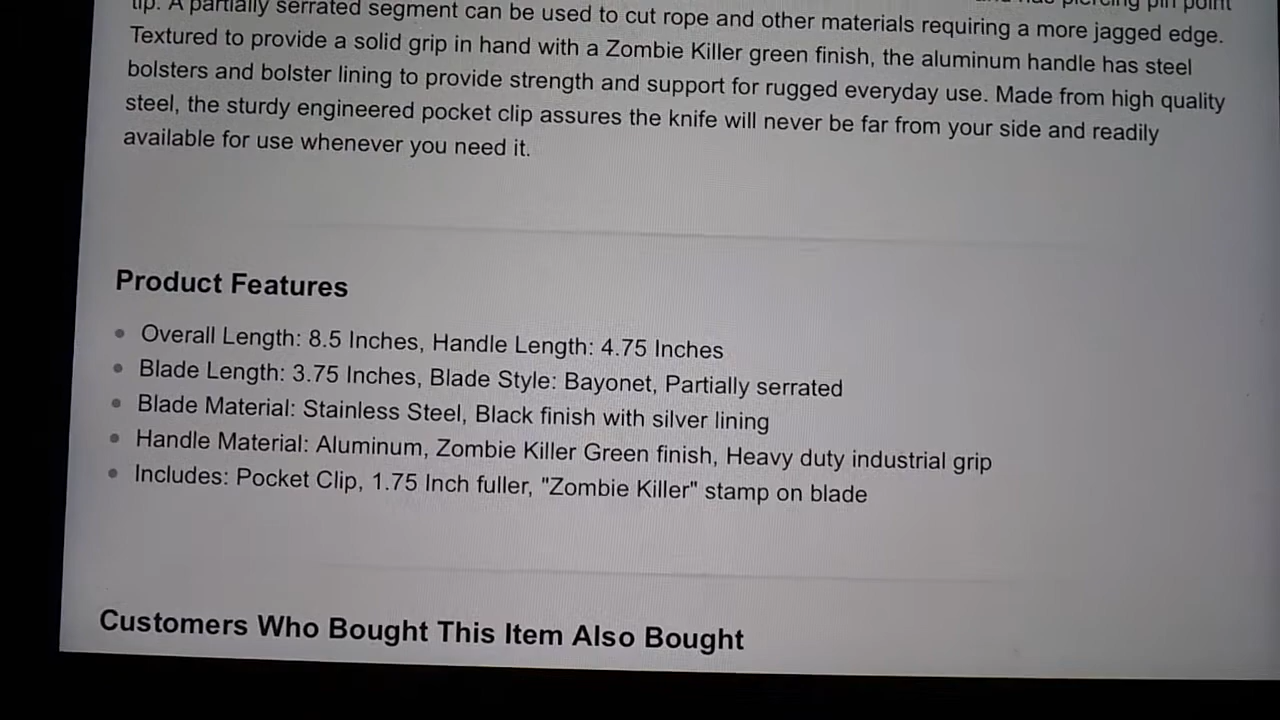 tip. A partially serrated segment can be used to cut rope and other materials requiring a more jagged edge.
Textured to provide a solid grip in hand with a Zombie Killer green finish, the aluminum handle has steel
bolsters and bolster lining to provide strength and support for rugged everyday use. Made from high quality
steel, the sturdy engineered pocket clip assures the knife will never be far from your side and readily
available for use whenever you need it.
Product Features
Overall Length: 8.5 Inches, Handle Length: 4.75 Inches
Blade Length: 3.75 Inches, Blade Style: Bayonet, Partially serrated
Blade Material: Stainless Steel, Black finish with silver lining
Handle Material: Aluminum, Zombie Killer Green finish, Heavy duty industrial grip
Includes: Pocket Clip, 1.75 Inch fuller, "Zombie Killer" stamp on blade
Customers Who Bought This Item Also Bought